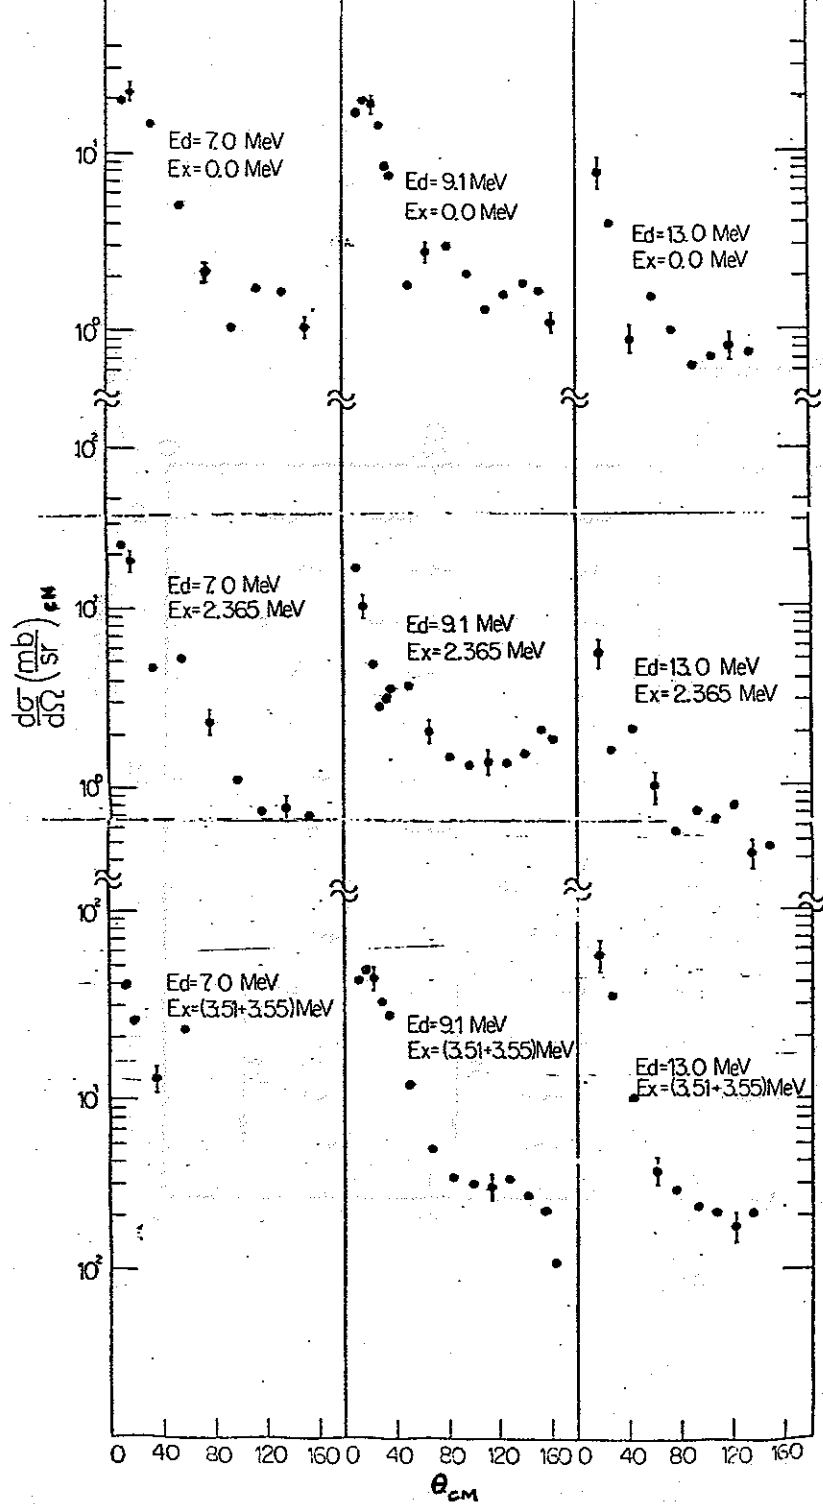 Ed=7.0 MeV
Ex=0.0 MeV
Ed=9.1 MeV
Ex=0.0 MeV
Ed=13.0 MeV
Ex=0.0 MeV
10¹
10⁰
10²
Ed=7.0 MeV
Ex=2.365 MeV
Ed=9.1 MeV
Ex=2.365 MeV
Ed=13.0 MeV
Ex=2.365 MeV
10¹
dσ/dΩ (mb/sr) CM
10⁰
10²
Ed=7.0 MeV
Ex=(3.51+3.55)MeV
Ed=9.1 MeV
Ex=(3.51+3.55)MeV
Ed=13.0 MeV
Ex=(3.51+3.55)MeV
10¹
10²
0 40 80 120 160 0 40 80 120 160 0 40 80 120 160
θCM